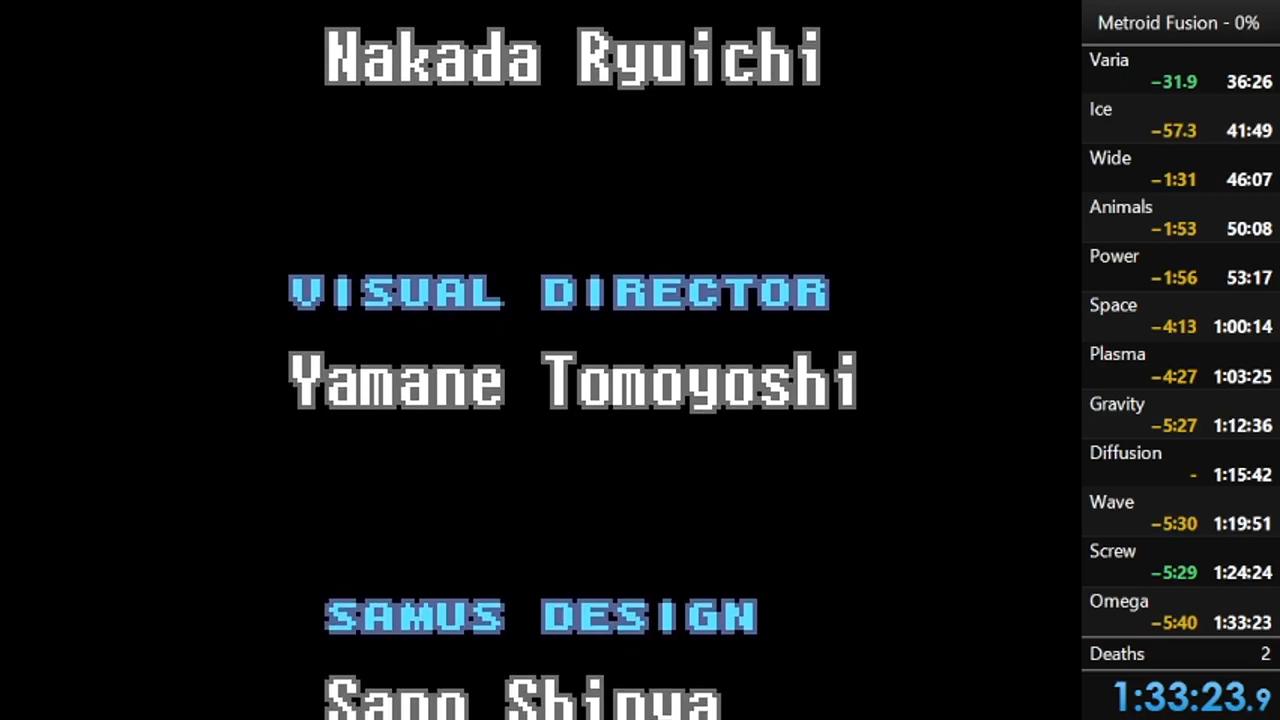 Nakada Ryuichi
VISUAL DIRECTOR
Yamane Tomoyoshi
SAMUS DESIGN
Sano Shinya
Metroid Fusion - 0%
Varia
-31.9 36:26
Ice
-57.3 41:49
Wide
-1:31 46:07
Animals
-1:53 50:08
Power
-1:56 53:17
Space
-4:13 1:00:14
Plasma
-4:27 1:03:25
Gravity
-5:27 1:12:36
Diffusion
- 1:15:42
Wave
-5:30 1:19:51
Screw
-5:29 1:24:24
Omega
-5:40 1:33:23
Deaths 2
1:33:23.9